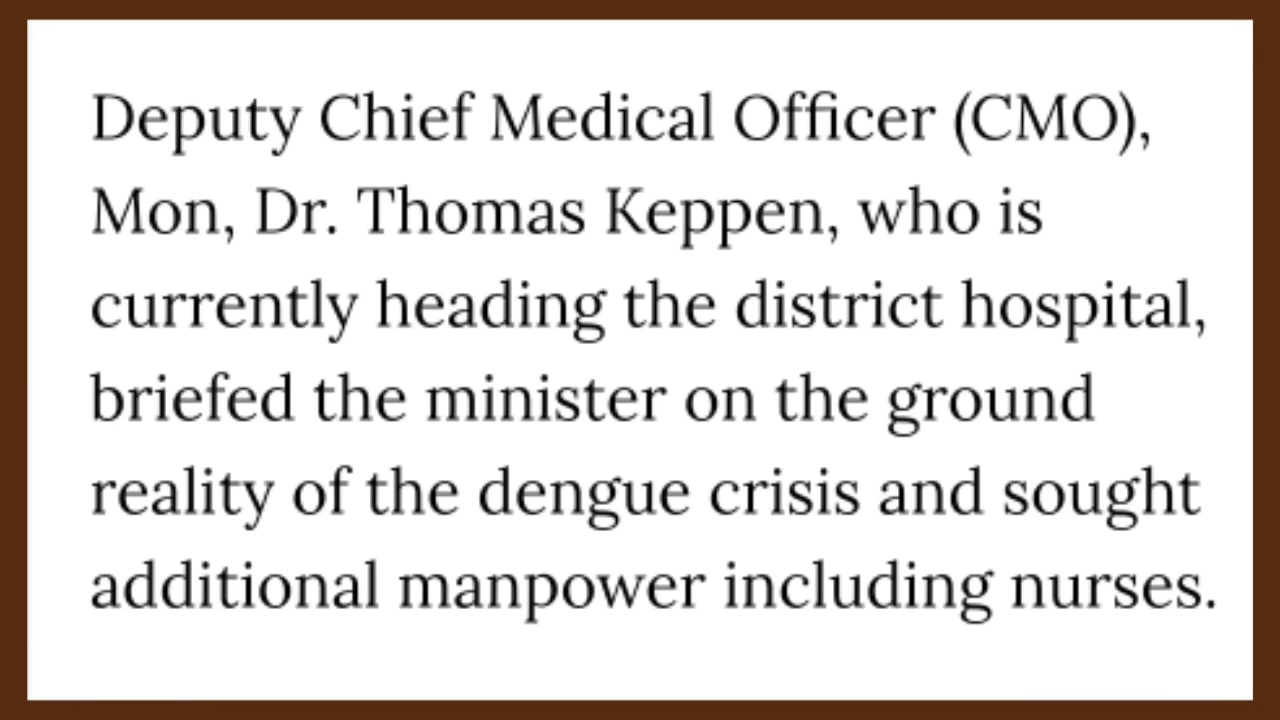 Deputy Chief Medical Officer (CMO),
Mon, Dr. Thomas Keppen, who is
currently heading the district hospital,
briefed the minister on the ground
reality of the dengue crisis and sought
additional manpower including nurses.